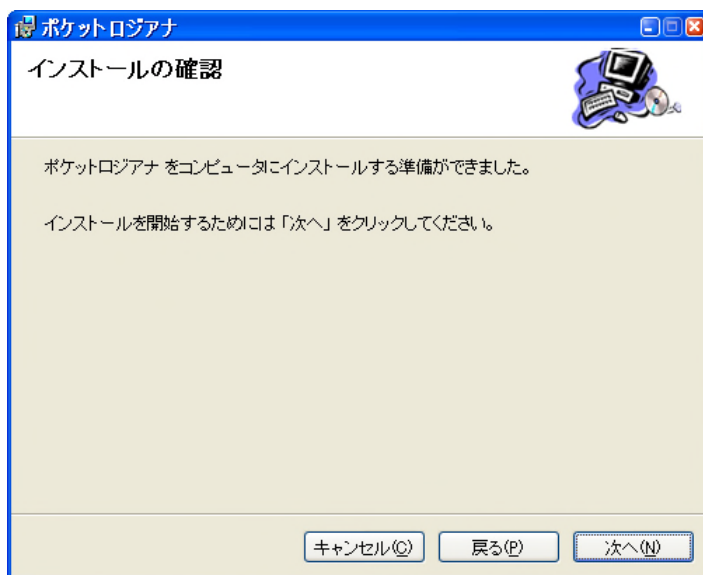 ポケットロジアナ
インストールの確認
ポケットロジアナ をコンピュータにインストールする準備ができました。
インストールを開始するためには「次へ」をクリックしてください。
キャンセル(C) 戻る(P) 次へ(N)